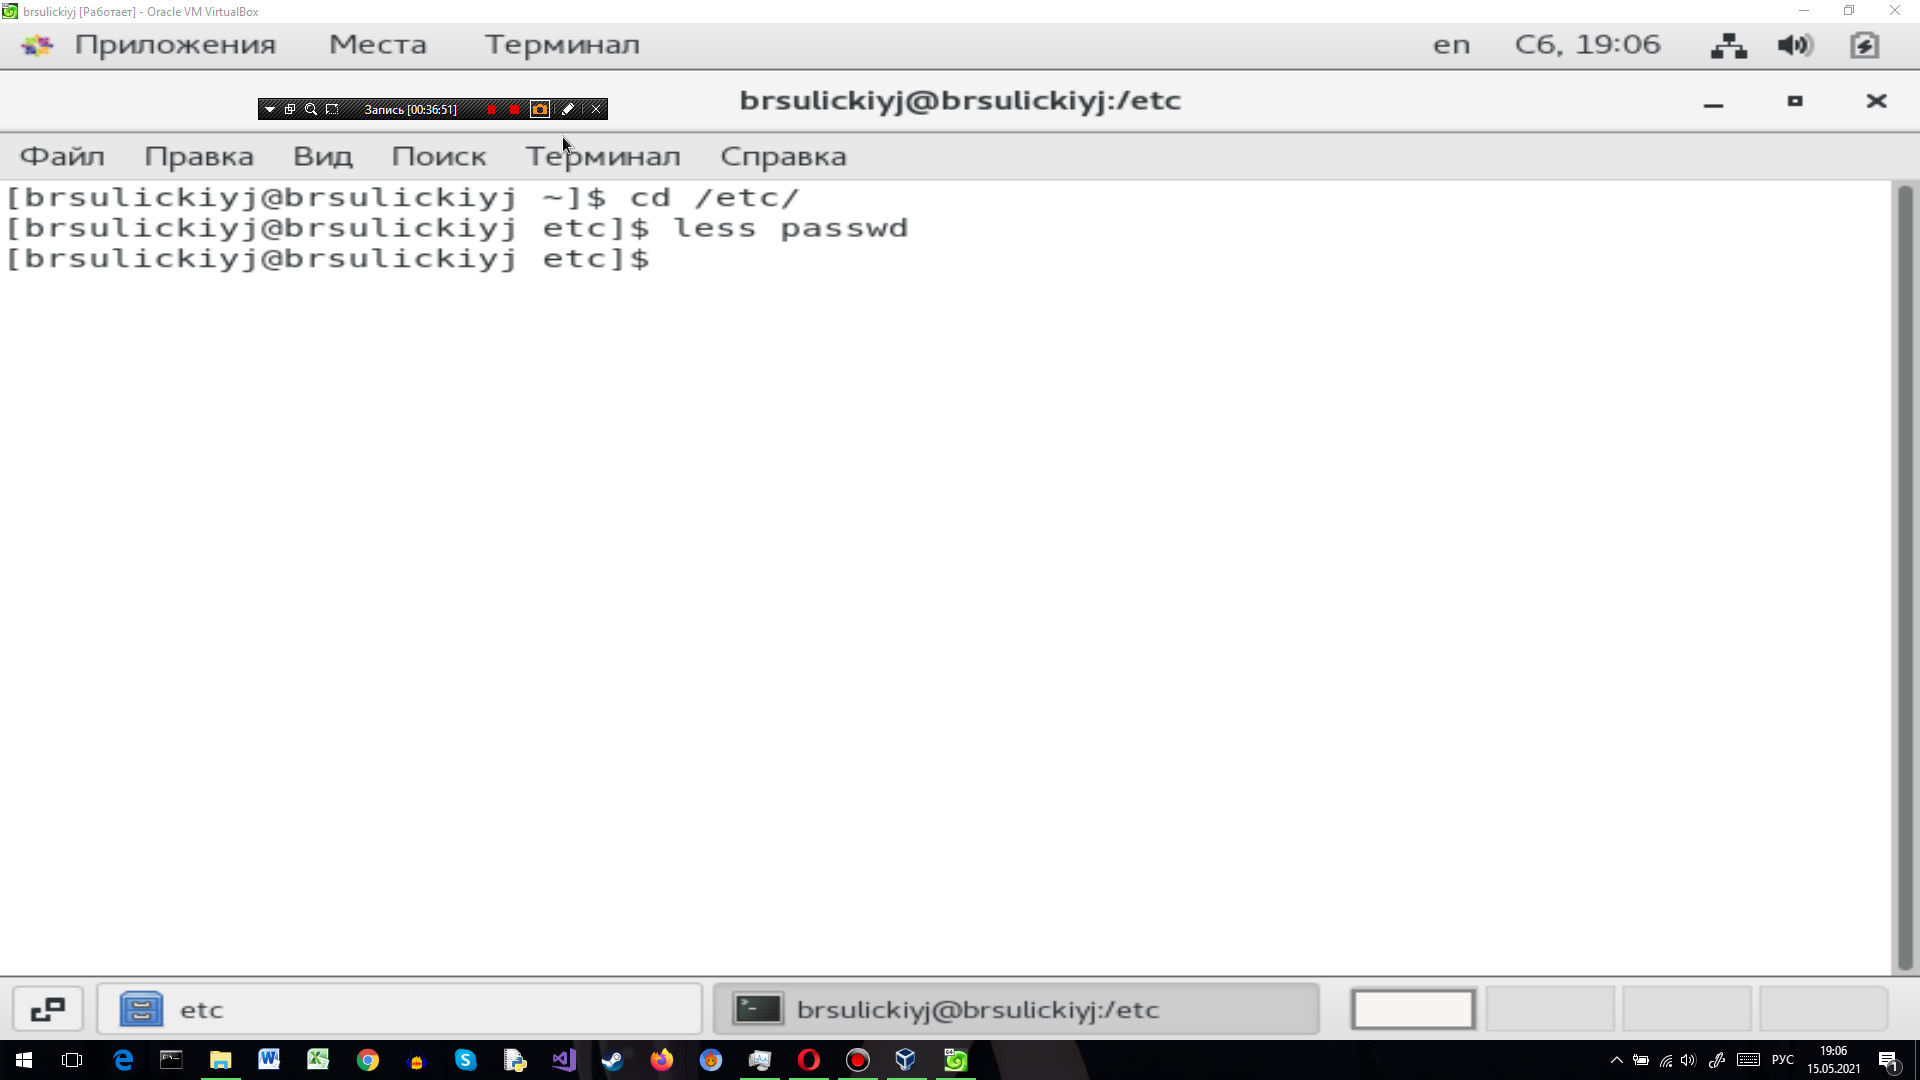 brsulickiyj [Работает] - Oracle VM VirtualBox
Приложения Места Терминал en Сб, 19:06
Запись [00:36:51]
brsulickiyj@brsulickiyj:/etc
Файл Правка Вид Поиск Терминал Справка
[brsulickiyj@brsulickiyj ~]$ cd /etc/
[brsulickiyj@brsulickiyj etc]$ less passwd
[brsulickiyj@brsulickiyj etc]$
etc brsulickiyj@brsulickiyj:/etc
РУС 19:06
15.05.2021 1